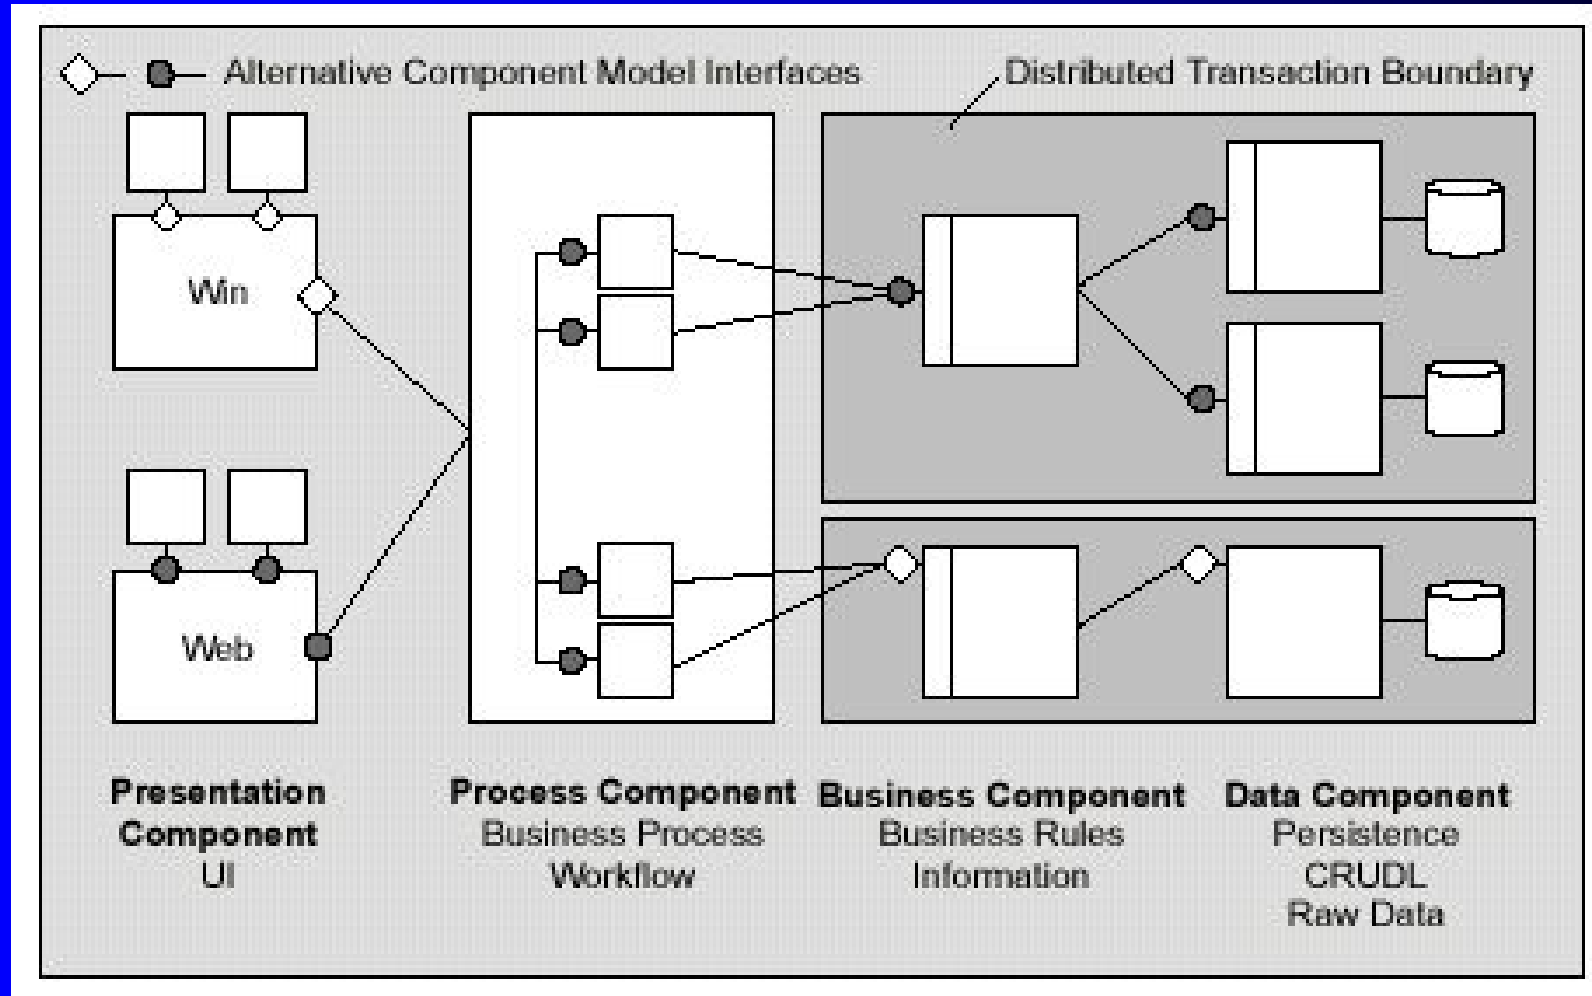 Alternative Component Model Interfaces
Distributed Transaction Boundary
Win
Web
Presentation
Component
UI
Process Component
Business Process
Workflow
Business Component
Business Rules
Information
Data Component
Persistence
CRUDL
Raw Data